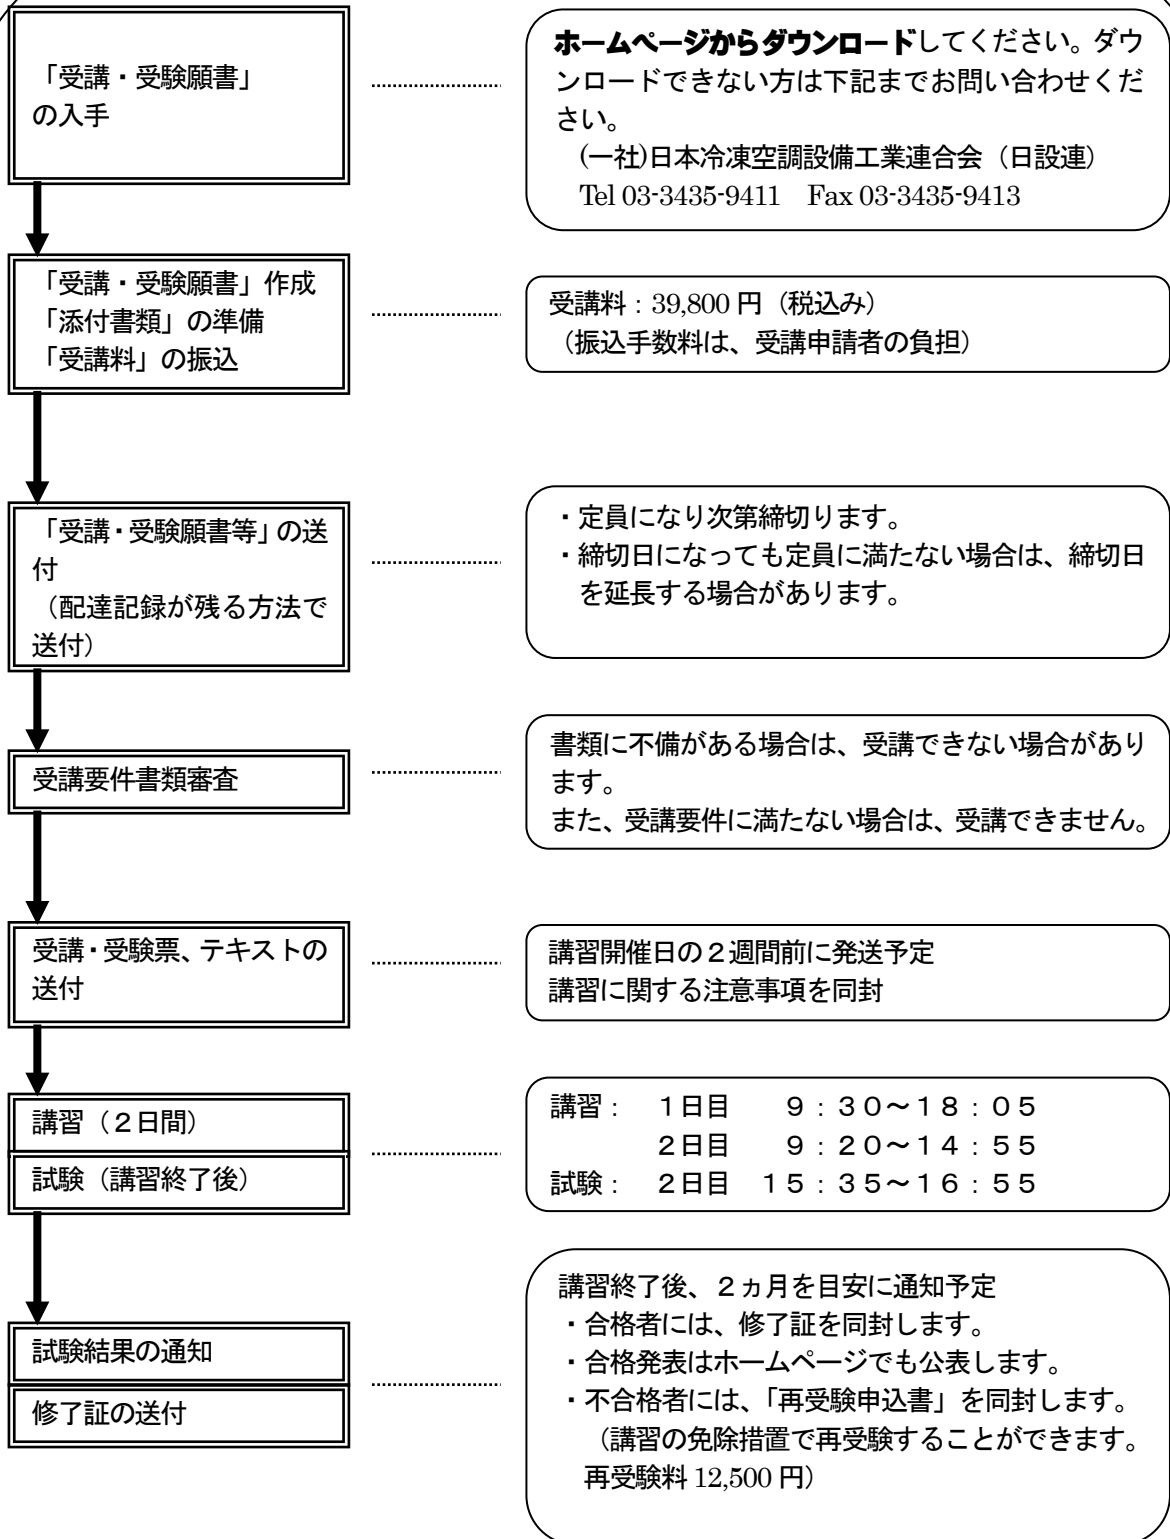 「受講・受験願書」
の入手
ホームページからダウンロードしてください。ダウ
ンロードできない方は下記までお問い合わせくだ
さい。
(一社)日本冷凍空調設備工業連合会（日設連）
Tel 03-3435-9411　Fax 03-3435-9413
「受講・受験願書」作成
「添付書類」の準備
「受講料」の振込
受講料：39,800 円（税込み）
（振込手数料は、受講申請者の負担）
「受講・受験願書等」の送
付
（配達記録が残る方法で
送付）
・定員になり次第締切ります。
・締切日になっても定員に満たない場合は、締切日
を延長する場合があります。
受講要件書類審査
書類に不備がある場合は、受講できない場合があり
ます。
また、受講要件に満たない場合は、受講できません。
受講・受験票、テキストの
送付
講習開催日の２週間前に発送予定
講習に関する注意事項を同封
講習（２日間）
試験（講習終了後）
講習：　１日目　　９：３０～１８：０５
２日目　　９：２０～１４：５５
試験：　２日目　１５：３５～１６：５５
試験結果の通知
修了証の送付
講習終了後、２ヵ月を目安に通知予定
・合格者には、修了証を同封します。
・合格発表はホームページでも公表します。
・不合格者には、「再受験申込書」を同封します。
（講習の免除措置で再受験することができます。
再受験料 12,500 円）